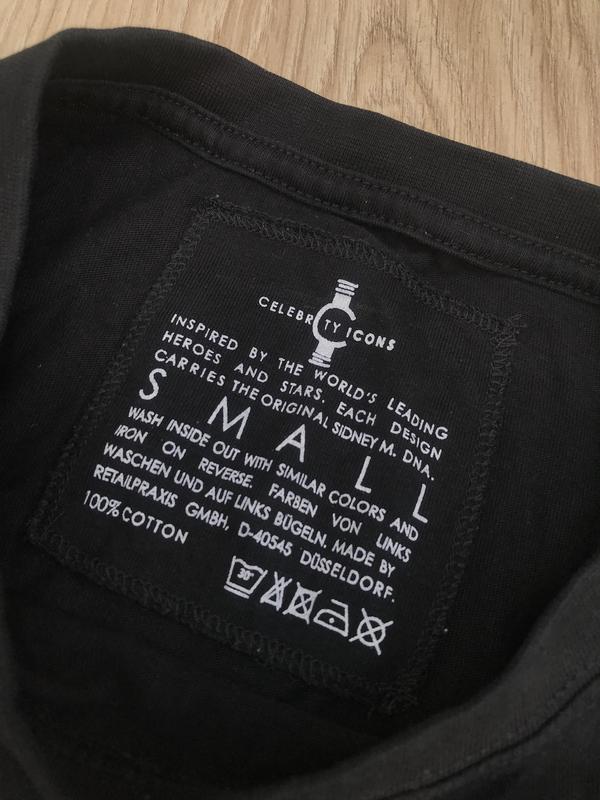 CELEBRITY ICONS
INSPIRED BY THE WORLD'S LEADING
HEROES AND STARS. EACH DESIGN
CARRIES THE ORIGINAL SIDNEY M. DNA.
S M A L L
WASH INSIDE OUT WITH SIMILAR COLORS AND
IRON ON REVERSE. FARBEN VON LINKS
WASCHEN UND AUF LINKS BÜGELN. MADE BY
RETAILPRAXIS GMBH, D-40545 DÜSSELDORF.
100% COTTON
30°